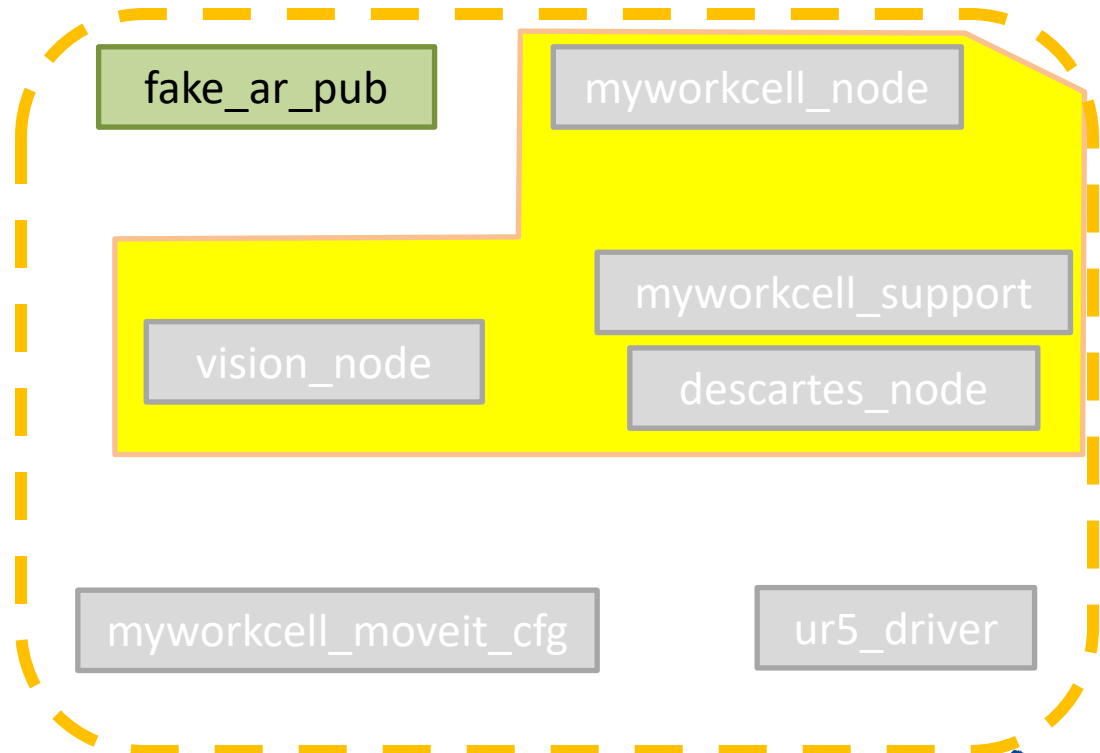 fake_ar_pub
myworkcell_node
myworkcell_support
vision_node
descartes_node
myworkcell_moveit_cfg
ur5_driver